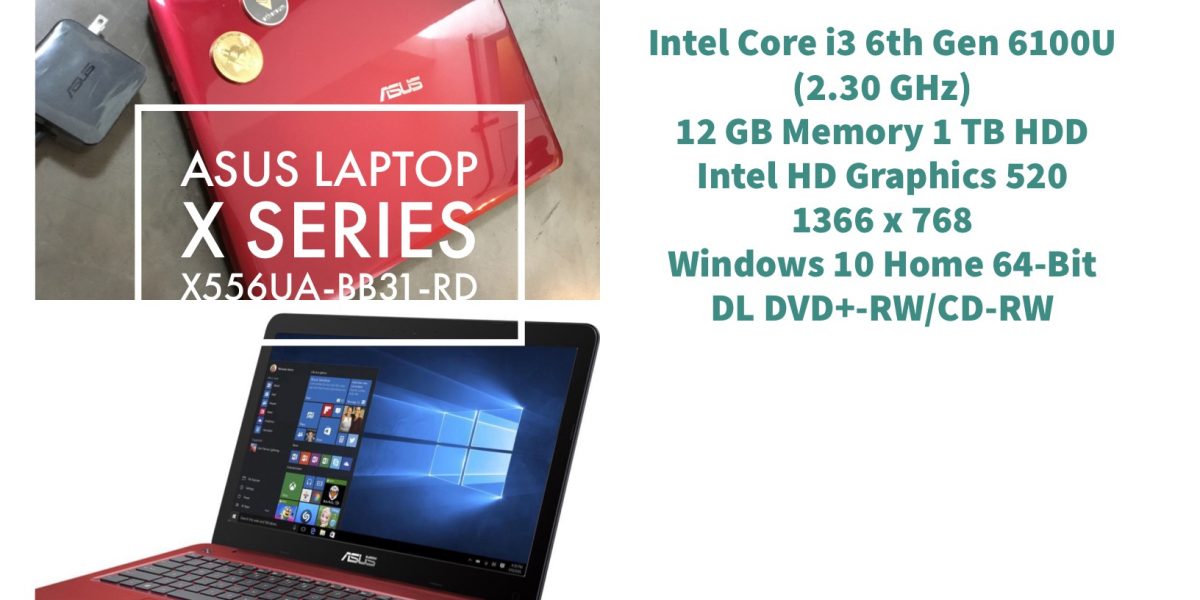 ASUS
ASUS
ASUS LAPTOP
X SERIES
X556UA-BB31-RD
Intel Core i3 6th Gen 6100U
(2.30 GHz)
12 GB Memory 1 TB HDD
Intel HD Graphics 520
1366 x 768
Windows 10 Home 64-Bit
DL DVD+-RW/CD-RW
ASUS